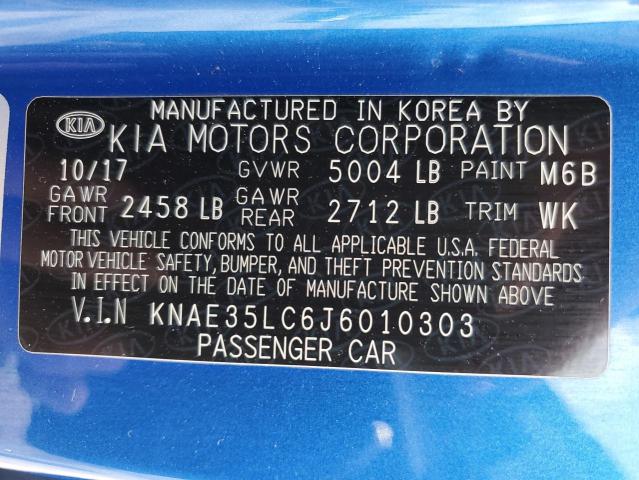 MANUFACTURED IN KOREA BY
KIA KIA MOTORS CORPORATION
10/17 GVWR 5004 LB PAINT M6B
GAWR FRONT 2458 LB GAWR REAR 2712 LB TRIM WK
THIS VEHICLE CONFORMS TO ALL APPLICABLE U.S.A. FEDERAL
MOTOR VEHICLE SAFETY, BUMPER, AND THEFT PREVENTION STANDARDS
IN EFFECT ON THE DATE OF MANUFACTURE SHOWN ABOVE
V.I.N KNAE35LC6J6010303
PASSENGER CAR